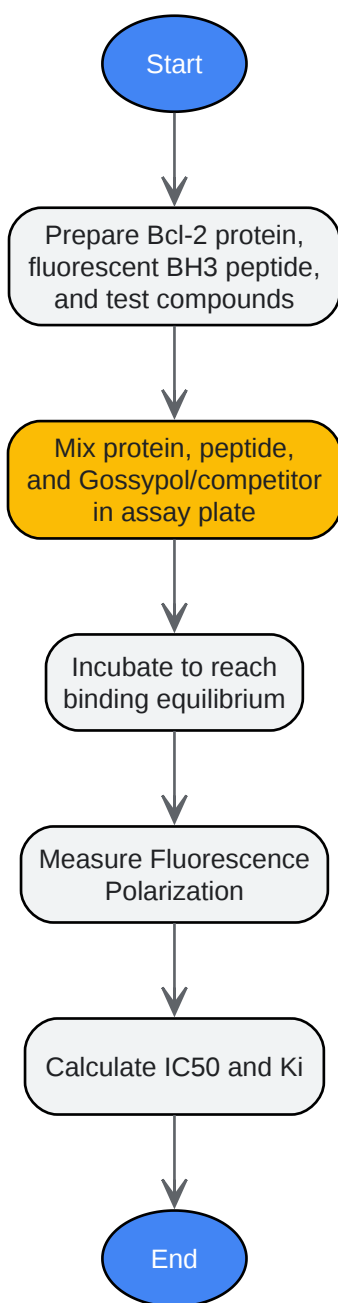 Start
Prepare Bcl-2 protein,
fluorescent BH3 peptide,
and test compounds
Mix protein, peptide,
and Gossypol/competitor
in assay plate
Incubate to reach
binding equilibrium
Measure Fluorescence
Polarization
Calculate IC50 and Ki
End